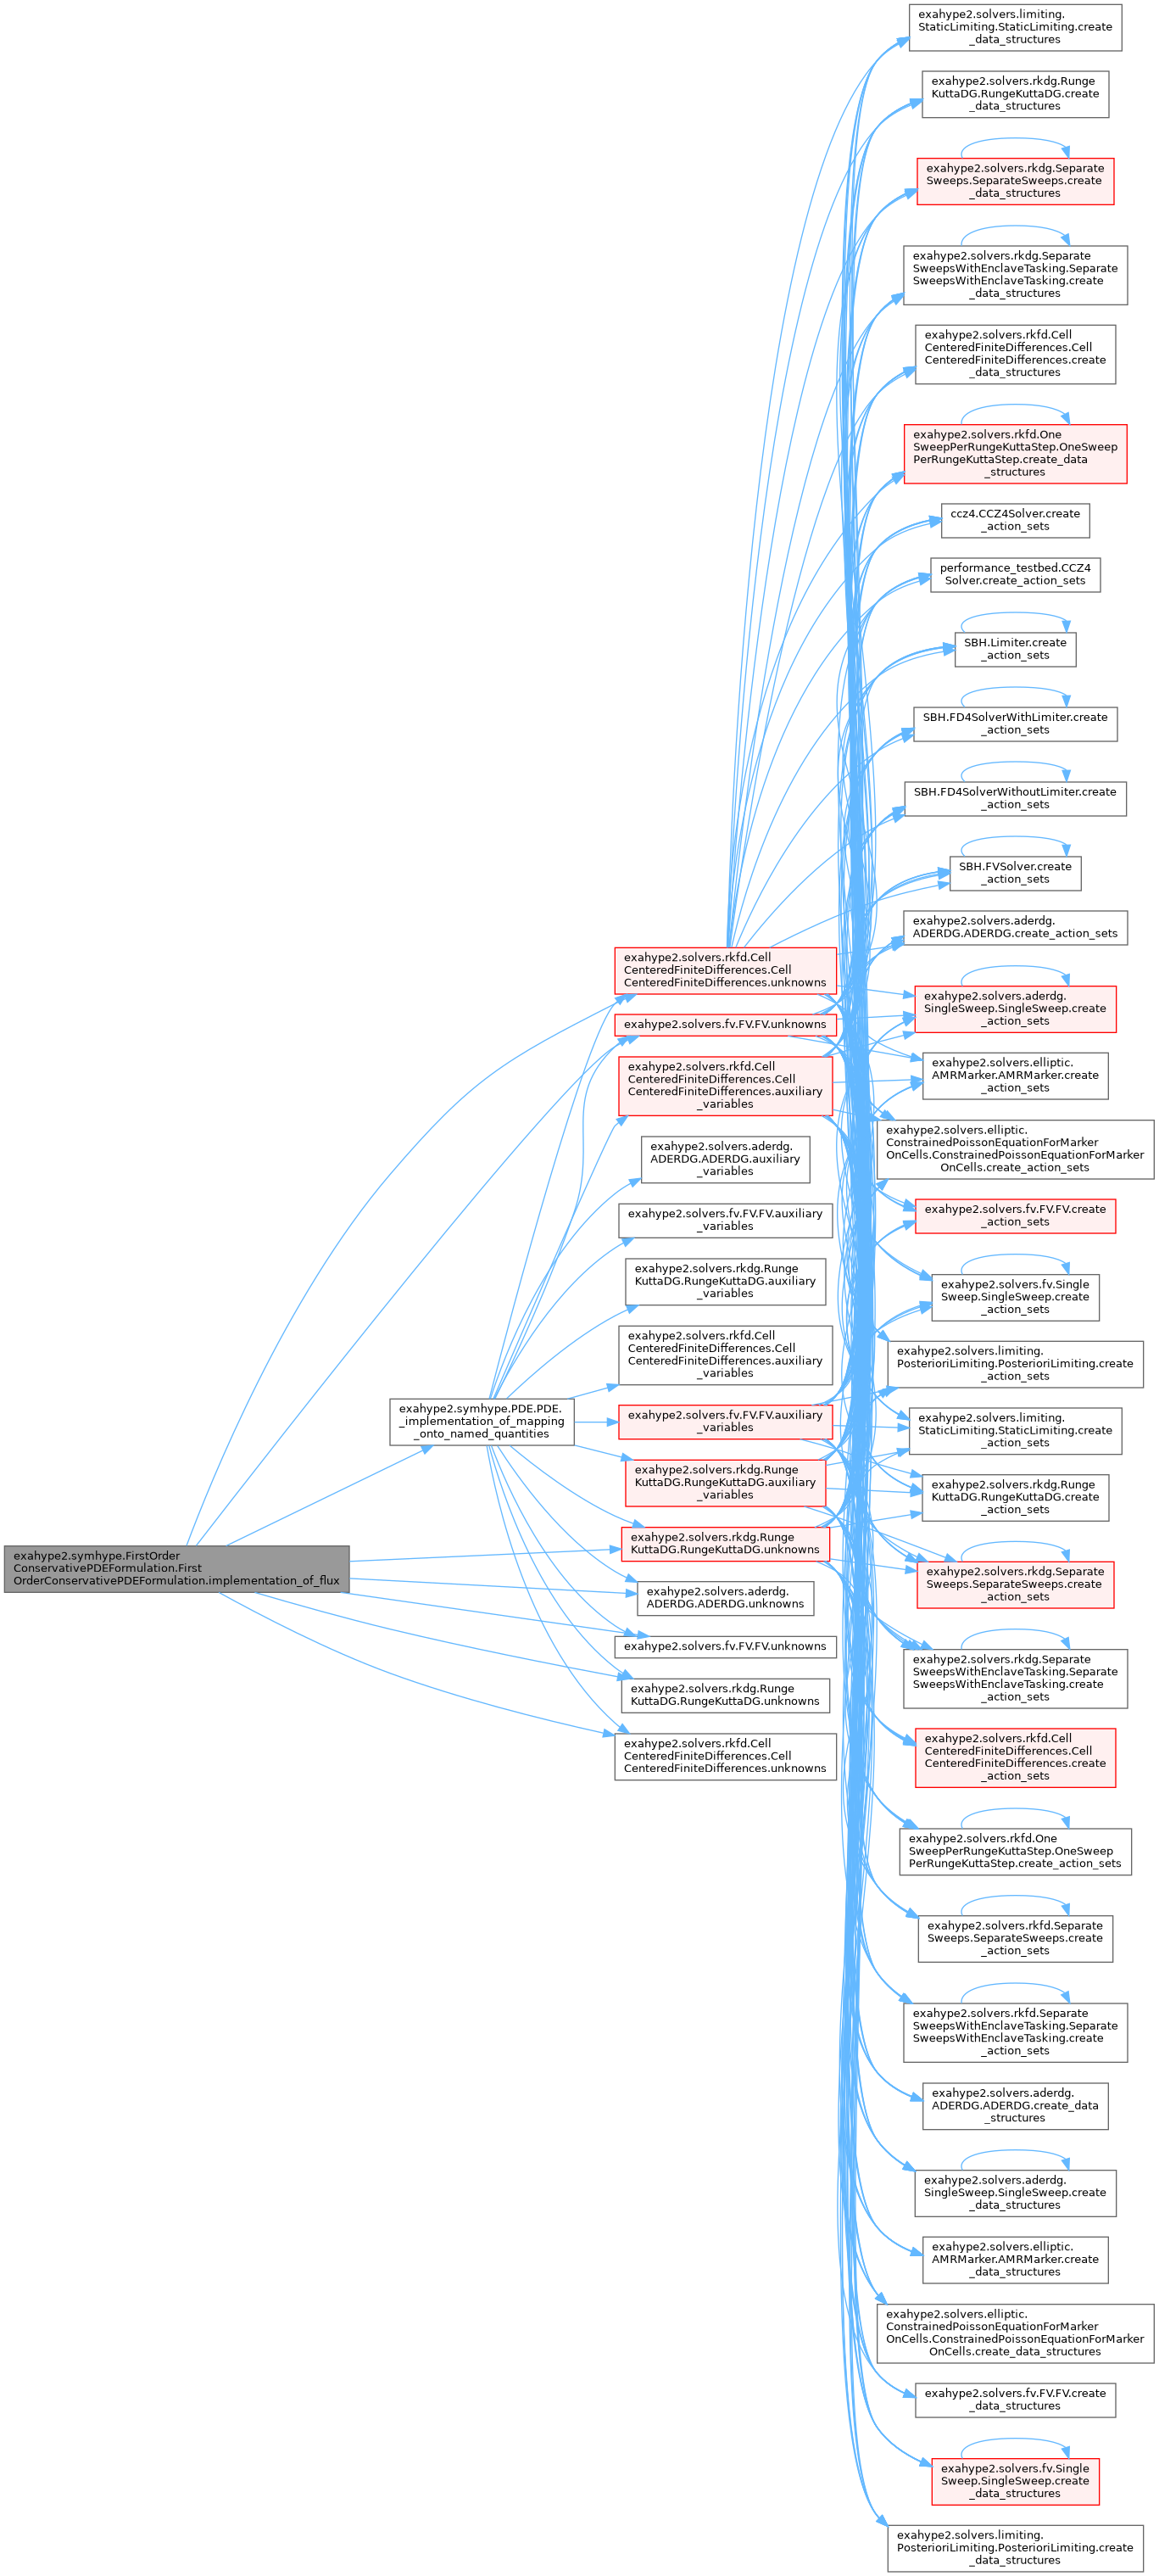 exahype2.symhype.FirstOrder
ConservativePDEFormulation.First
OrderConservativePDEFormulation.implementation_of_flux
exahype2.symhype.PDE.PDE.
_implementation_of_mapping
_onto_named_quantities
exahype2.solvers.rkfd.Cell
CenteredFiniteDifferences.Cell
CenteredFiniteDifferences.unknowns
exahype2.solvers.fv.FV.FV.unknowns
exahype2.solvers.rkfd.Cell
CenteredFiniteDifferences.Cell
CenteredFiniteDifferences.auxiliary
_variables
exahype2.solvers.aderdg.
ADERDG.ADERDG.auxiliary
_variables
exahype2.solvers.fv.FV.FV.auxiliary
_variables
exahype2.solvers.rkdg.Runge
KuttaDG.RungeKuttaDG.auxiliary
_variables
exahype2.solvers.rkfd.Cell
CenteredFiniteDifferences.Cell
CenteredFiniteDifferences.auxiliary
_variables
exahype2.solvers.fv.FV.FV.auxiliary
_variables
exahype2.solvers.rkdg.Runge
KuttaDG.RungeKuttaDG.auxiliary
_variables
exahype2.solvers.rkdg.Runge
KuttaDG.RungeKuttaDG.unknowns
exahype2.solvers.aderdg.
ADERDG.ADERDG.unknowns
exahype2.solvers.fv.FV.FV.unknowns
exahype2.solvers.rkdg.Runge
KuttaDG.RungeKuttaDG.unknowns
exahype2.solvers.rkfd.Cell
CenteredFiniteDifferences.Cell
CenteredFiniteDifferences.unknowns
exahype2.solvers.limiting.
StaticLimiting.StaticLimiting.create
_data_structures
exahype2.solvers.rkdg.Runge
KuttaDG.RungeKuttaDG.create
_data_structures
exahype2.solvers.rkdg.Separate
Sweeps.SeparateSweeps.create
_data_structures
exahype2.solvers.rkdg.Separate
SweepsWithEnclaveTasking.Separate
SweepsWithEnclaveTasking.create
_data_structures
exahype2.solvers.rkfd.Cell
CenteredFiniteDifferences.Cell
CenteredFiniteDifferences.create
_data_structures
exahype2.solvers.rkfd.One
SweepPerRungeKuttaStep.OneSweep
PerRungeKuttaStep.create_data
_structures
ccz4.CCZ4Solver.create
_action_sets
performance_testbed.CCZ4
Solver.create_action_sets
SBH.Limiter.create
_action_sets
SBH.FD4SolverWithLimiter.create
_action_sets
SBH.FD4SolverWithoutLimiter.create
_action_sets
SBH.FVSolver.create
_action_sets
exahype2.solvers.aderdg.
ADERDG.ADERDG.create_action_sets
exahype2.solvers.aderdg.
SingleSweep.SingleSweep.create
_action_sets
exahype2.solvers.elliptic.
AMRMarker.AMRMarker.create
_action_sets
exahype2.solvers.elliptic.
ConstrainedPoissonEquationForMarker
OnCells.ConstrainedPoissonEquationForMarker
OnCells.create_action_sets
exahype2.solvers.fv.FV.FV.create
_action_sets
exahype2.solvers.fv.Single
Sweep.SingleSweep.create
_action_sets
exahype2.solvers.limiting.
PosterioriLimiting.PosterioriLimiting.create
_action_sets
exahype2.solvers.limiting.
StaticLimiting.StaticLimiting.create
_action_sets
exahype2.solvers.rkdg.Runge
KuttaDG.RungeKuttaDG.create
_action_sets
exahype2.solvers.rkdg.Separate
Sweeps.SeparateSweeps.create
_action_sets
exahype2.solvers.rkdg.Separate
SweepsWithEnclaveTasking.Separate
SweepsWithEnclaveTasking.create
_action_sets
exahype2.solvers.rkfd.Cell
CenteredFiniteDifferences.Cell
CenteredFiniteDifferences.create
_action_sets
exahype2.solvers.rkfd.One
SweepPerRungeKuttaStep.OneSweep
PerRungeKuttaStep.create_action_sets
exahype2.solvers.rkfd.Separate
Sweeps.SeparateSweeps.create
_action_sets
exahype2.solvers.rkfd.Separate
SweepsWithEnclaveTasking.Separate
SweepsWithEnclaveTasking.create
_action_sets
exahype2.solvers.aderdg.
ADERDG.ADERDG.create_data
_structures
exahype2.solvers.aderdg.
SingleSweep.SingleSweep.create
_data_structures
exahype2.solvers.elliptic.
AMRMarker.AMRMarker.create
_data_structures
exahype2.solvers.elliptic.
ConstrainedPoissonEquationForMarker
OnCells.ConstrainedPoissonEquationForMarker
OnCells.create_data_structures
exahype2.solvers.fv.FV.FV.create
_data_structures
exahype2.solvers.fv.Single
Sweep.SingleSweep.create
_data_structures
exahype2.solvers.limiting.
PosterioriLimiting.PosterioriLimiting.create
_data_structures